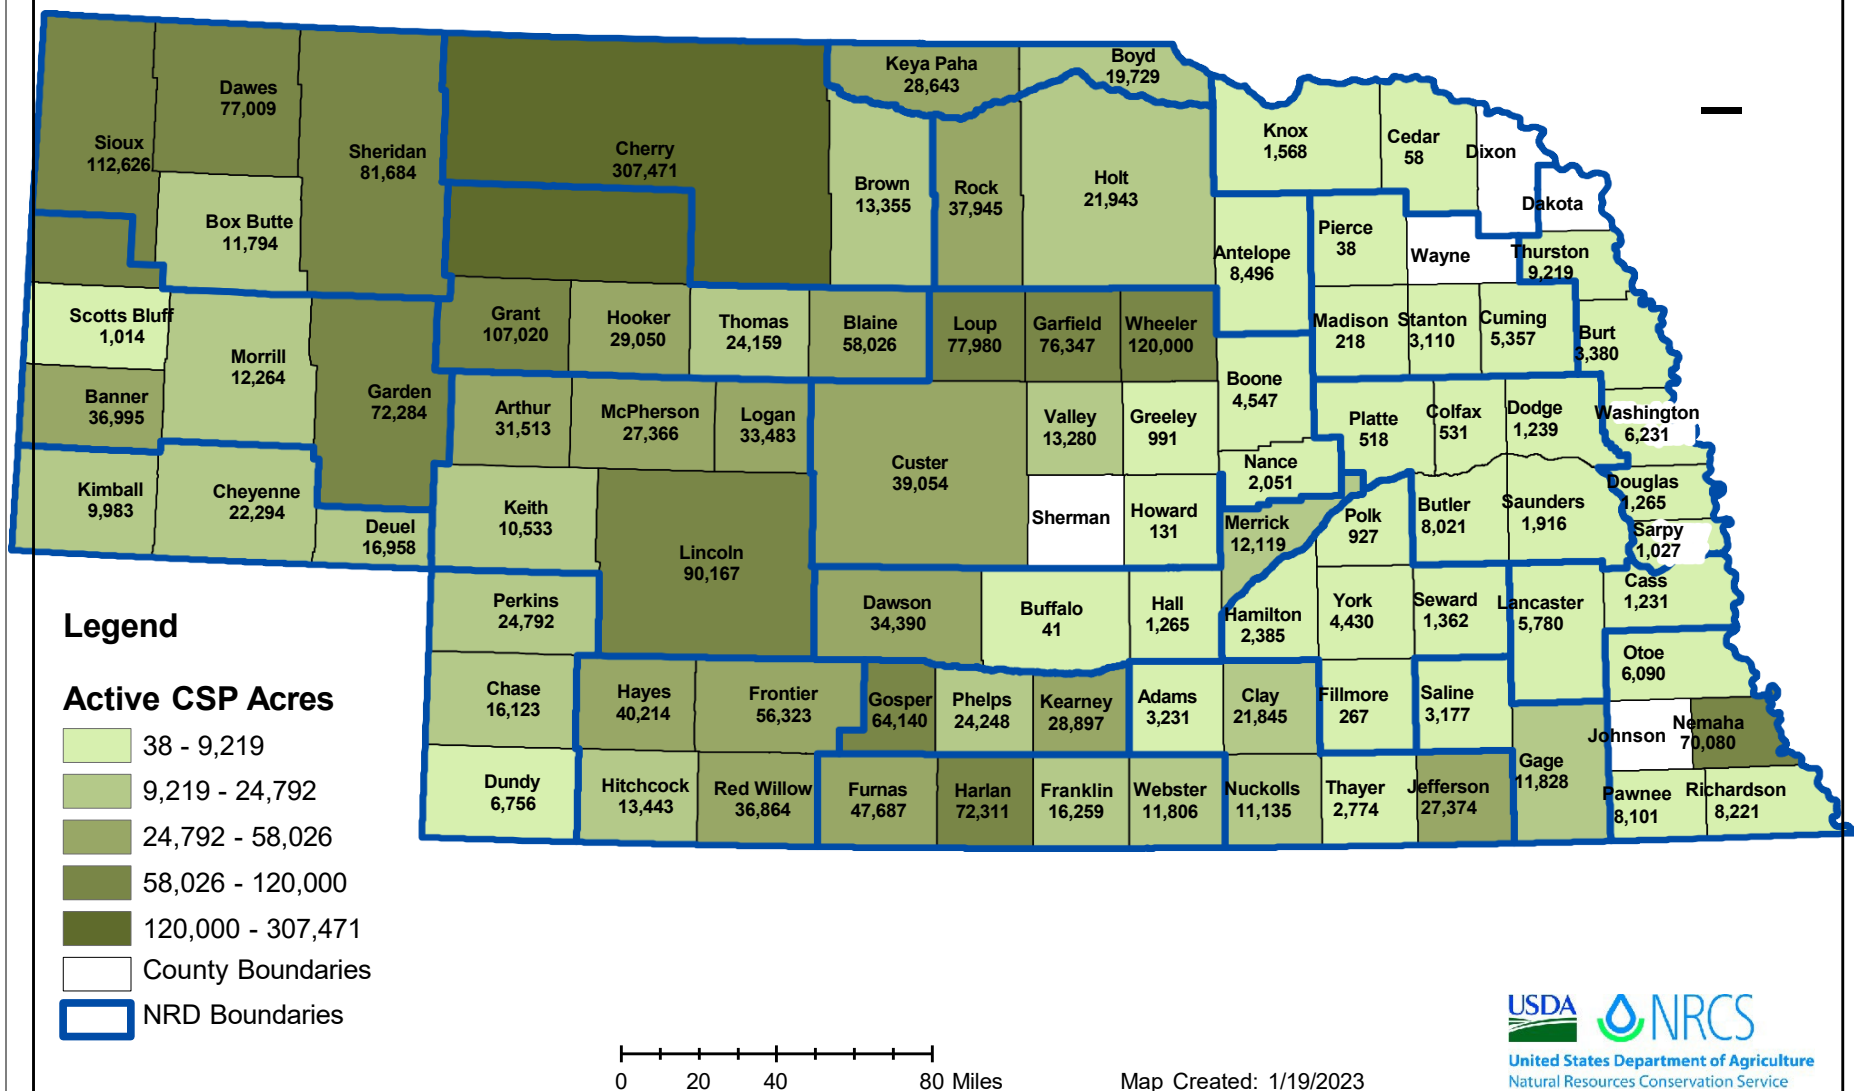 Keya Paha
28,643
Boyd
19,729
Dawes
77,009
Sioux
112,626
Sheridan
81,684
Cherry
307,471
Brown
13,355
Rock
37,945
Holt
21,943
Knox
1,568
Cedar
58
Dixon
Dakota
Box Butte
11,794
Antelope
8,496
Pierce
38
Wayne
Thurston
9,219
Scotts Bluff
1,014
Morrill
12,264
Grant
107,020
Hooker
29,050
Thomas
24,159
Blaine
58,026
Loup
77,980
Garfield
76,347
Wheeler
120,000
Madison
218
Stanton
3,110
Cuming
5,357
Burt
3,380
Banner
36,995
Garden
72,284
Arthur
31,513
McPherson
27,366
Logan
33,483
Custer
39,054
Valley
13,280
Greeley
991
Boone
4,547
Platte
518
Colfax
531
Dodge
1,239
Washington
6,231
Nance
2,051
Kimball
9,983
Cheyenne
22,294
Deuel
16,958
Keith
10,533
Lincoln
90,167
Sherman
Howard
131
Merrick
12,119
Polk
927
Butler
8,021
Saunders
1,916
Douglas
1,265
Sarpy
1,027
Perkins
24,792
Dawson
34,390
Buffalo
41
Hall
1,265
Hamilton
2,385
York
4,430
Seward
1,362
Lancaster
5,780
Cass
1,231
Otoe
6,090
Chase
16,123
Hayes
40,214
Frontier
56,323
Gosper
64,140
Phelps
24,248
Kearney
28,897
Adams
3,231
Clay
21,845
Fillmore
267
Saline
3,177
Johnson
Nemaha
70,080
Dundy
6,756
Hitchcock
13,443
Red Willow
36,864
Furnas
47,687
Harlan
72,311
Franklin
16,259
Webster
11,806
Nuckolls
11,135
Thayer
2,774
Jefferson
27,374
Gage
11,828
Pawnee
8,101
Richardson
8,221
Legend
Active CSP Acres
38 - 9,219
9,219 - 24,792
24,792 - 58,026
58,026 - 120,000
120,000 - 307,471
County Boundaries
NRD Boundaries
0 20 40 80 Miles
Map Created: 1/19/2023
USDA NRCS
United States Department of Agriculture
Natural Resources Conservation Service